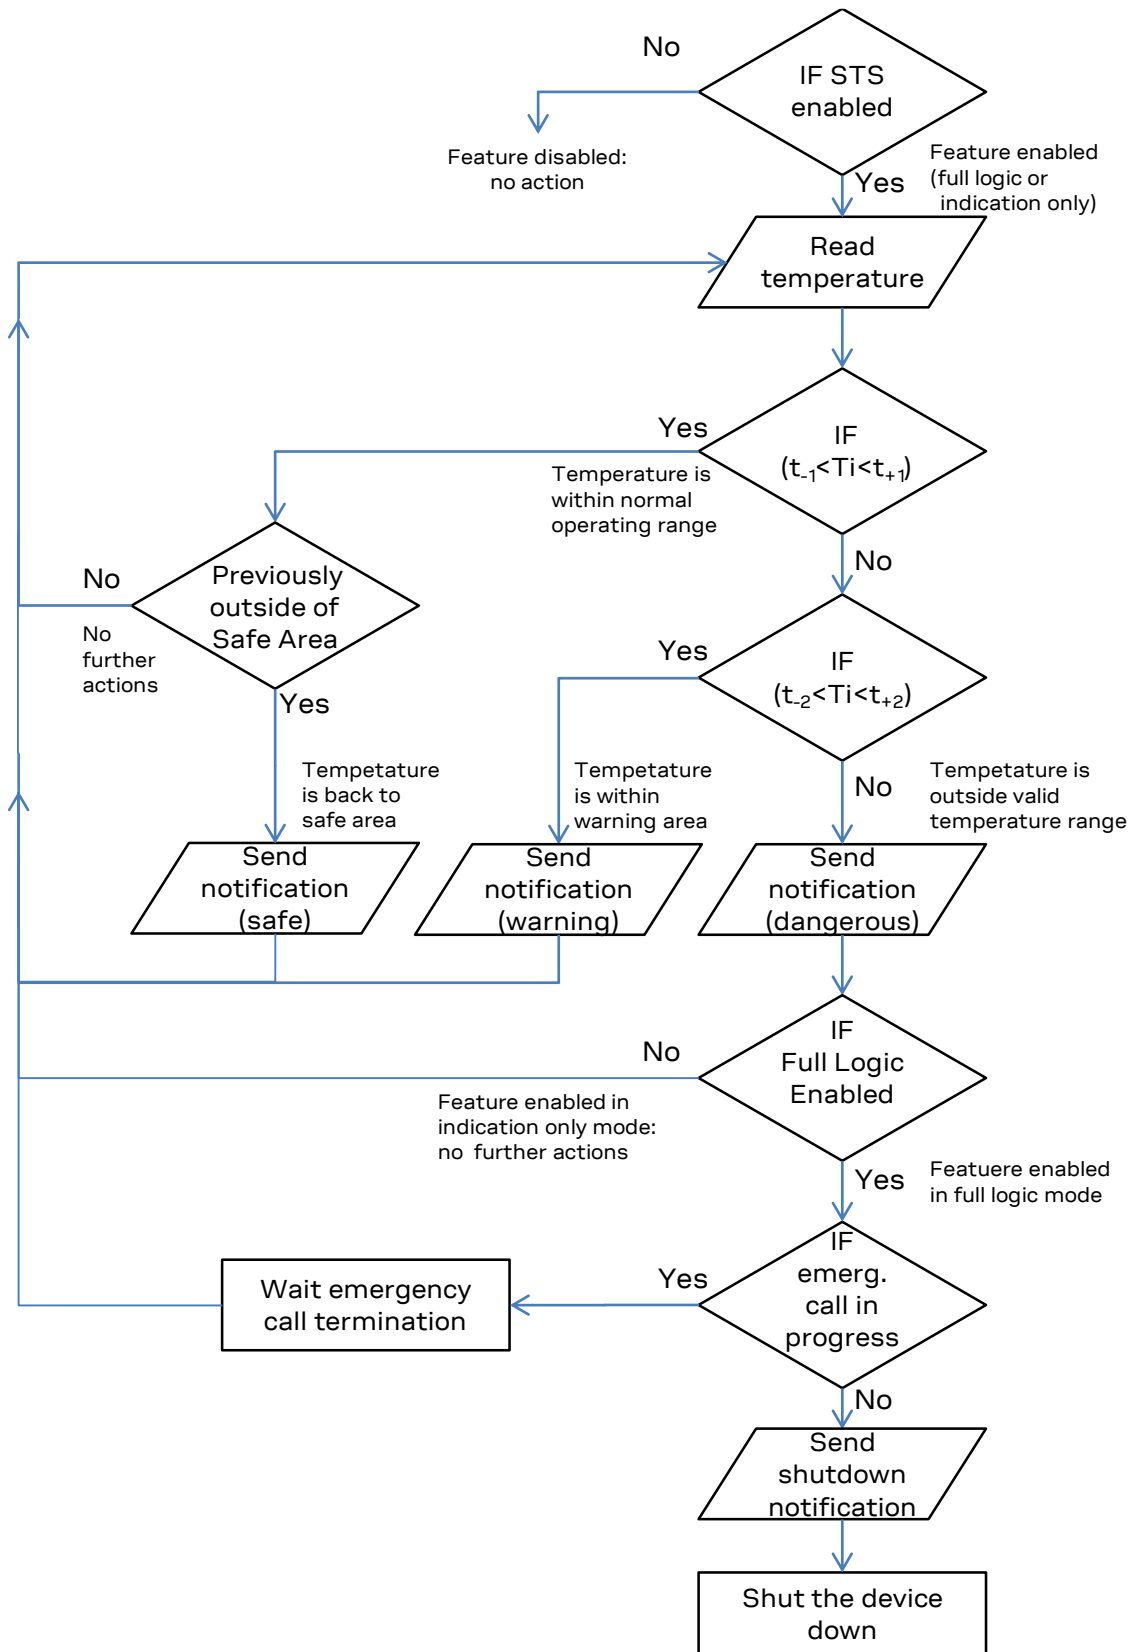 No
IF STS
enabled
Feature disabled:
no action
Feature enabled
(full logic or
indication only)
Yes
Read
temperature
Yes
IF
(t-1<Ti<t+1)
Temperature is
within normal
operating range
No
No
Previously
outside of
Safe Area
No
further
actions
Yes
Yes
IF
(t-2<Ti<t+2)
Tempetature
is back to
safe area
Tempetature
is within
warning area
No
Tempetature is
outside valid
temperature range
Send
notification
(safe)
Send
notification
(warning)
Send
notification
(dangerous)
No
IF
Full Logic
Enabled
Feature enabled in
indication only mode:
no further actions
Yes
Featuere enabled
in full logic mode
Wait emergency
call termination
Yes
IF
emerg.
call in
progress
No
Send
shutdown
notification
Shut the device
down